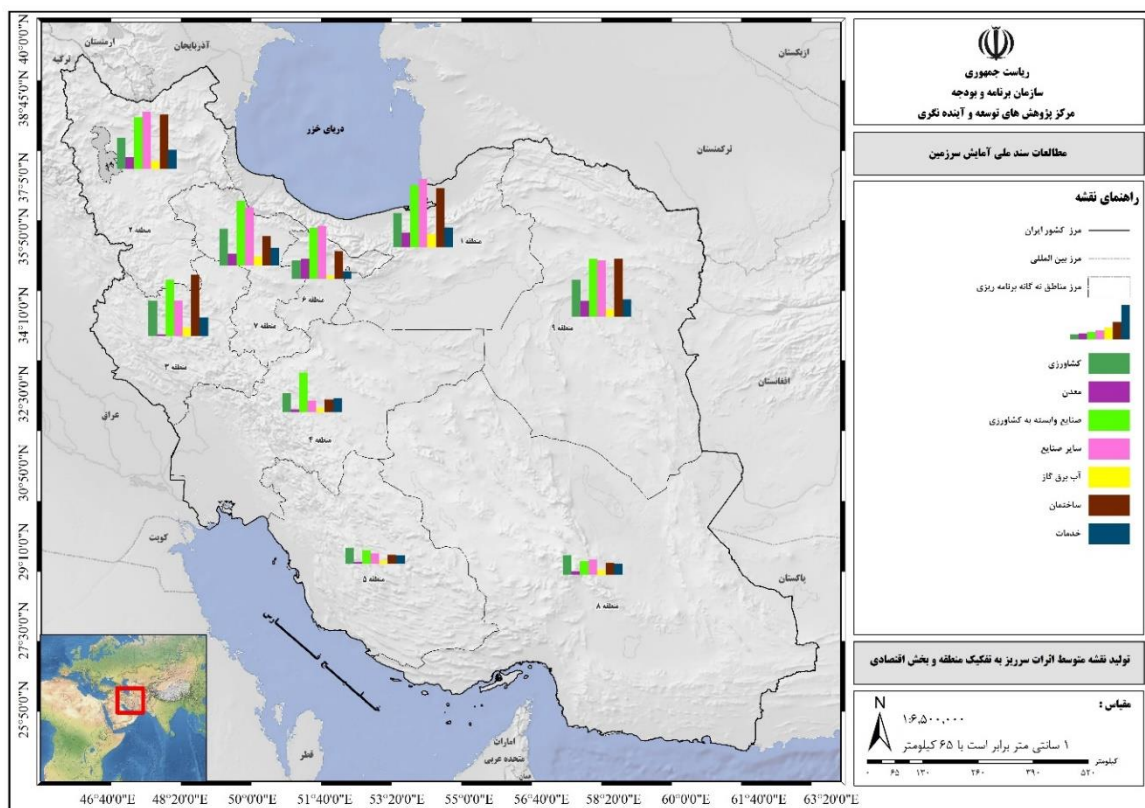 ریاست جمهوری
سازمان برنامه و بودجه
مرکز پژوهش های توسعه و آینده نگری
مطالعات سند ملی آمایش سرزمین
راهنمای نقشه
مرز کشور ایران
مرز بین المللی
مرز مناطق نه گانه برنامه ریزی
کشاورزی
معدن
صنایع وابسته به کشاورزی
سایر صنایع
آب برق گاز
ساختمان
خدمات
تولید نقشه متوسط اثرات سرریز به تفکیک منطقه و بخش اقتصادی
مقیاس :
N
۱:۶,۵۰۰,۰۰۰
۱ سانتی متر برابر است با ۶۵ کیلومتر
کیلومتر
۰ ۶۵ ۱۳۰ ۲۶۰ ۳۹۰ ۵۲۰
ارمنستان
آذربایجان
ترکیه
ازبکستان
دریای خزر
ترکمنستان
منطقه ۱
منطقه ۲
منطقه ۶
منطقه ۷
منطقه ۹
منطقه ۳
افغانستان
عراق
منطقه ۴
کویت
منطقه ۵
منطقه ۸
پاکستان
قطر
امارات
متحده عربی
عمان
40°0'0"N
38°45'0"N
37°5'0"N
35°50'0"N
34°10'0"N
32°30'0"N
30°50'0"N
29°10'0"N
27°30'0"N
25°50'0"N
46°40'0"E 48°20'0"E 50°0'0"E 51°40'0"E 53°20'0"E 55°0'0"E 56°40'0"E 58°20'0"E 60°0'0"E 61°40'0"E 63°20'0"E